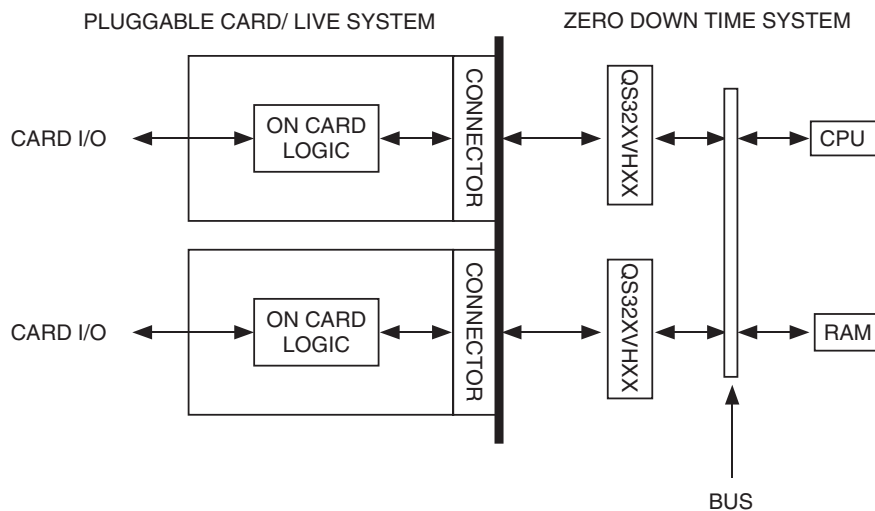 PLUGGABLE CARD/ LIVE SYSTEM
ZERO DOWN TIME SYSTEM
CARD I/O
ON CARD
LOGIC
CONNECTOR
QS32XVHXX
CPU
CARD I/O
ON CARD
LOGIC
CONNECTOR
QS32XVHXX
RAM
BUS